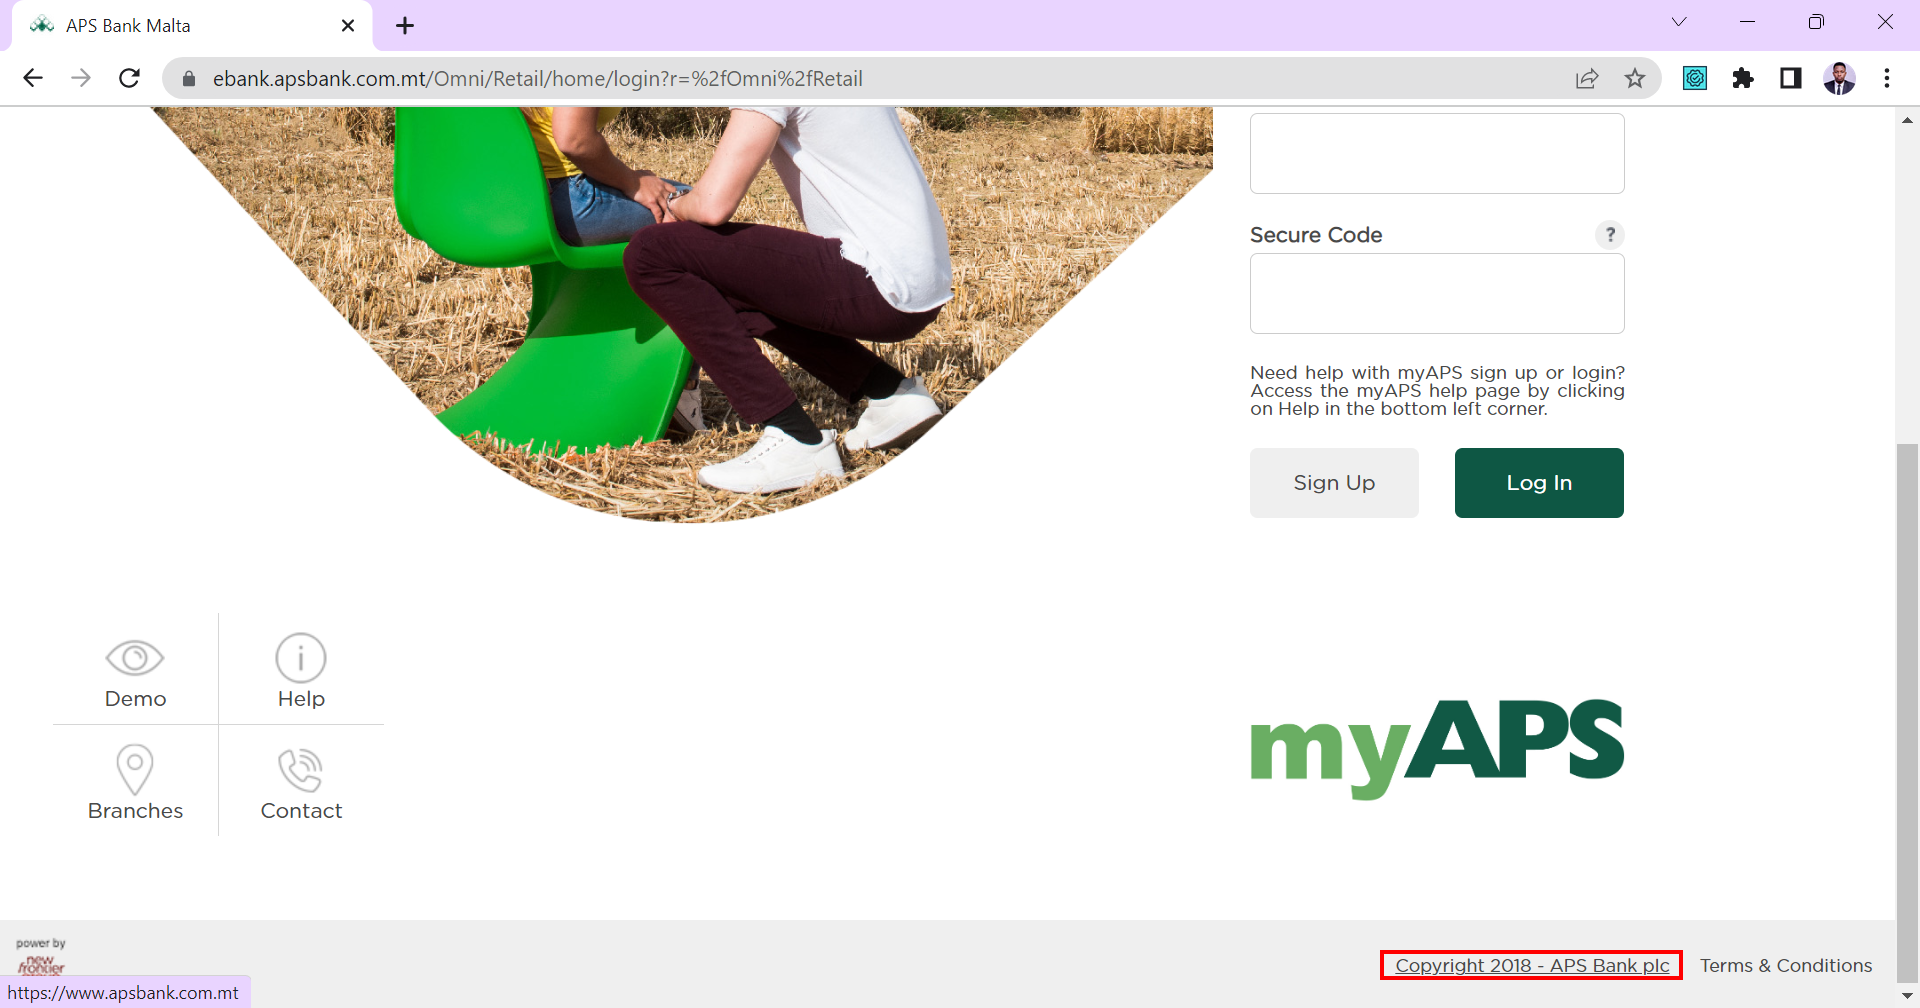 APS Bank Malta
ebank.apsbank.com.mt/Omni/Retail/home/login?r=%2fOmni%2fRetail
Secure Code
?
Need help with myAPS sign up or login?
Access the myAPS help page by clicking
on Help in the bottom left corner.
Sign Up
Log In
Demo
Help
Branches
Contact
myAPS
power by
new
frontier
Copyright 2018 - APS Bank plc
Terms & Conditions
https://www.apsbank.com.mt